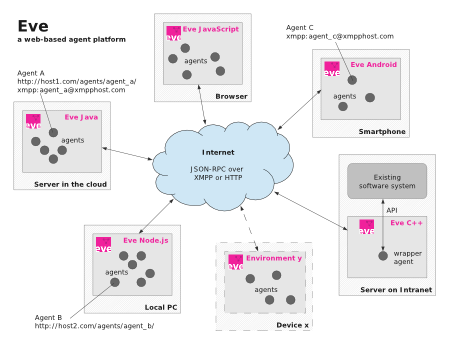 Eve
a web-based agent platform
Agent A
http://host1.com/agents/agent_a/
xmpp:agent_a@xmpphost.com
eve
Eve JavaScript
agents
Browser
Agent C
xmpp:agent_c@xmpphost.com
eve
Eve Android
agents
Smartphone
eve
Eve Java
agents
Server in the cloud
Internet
JSON-RPC over
XMPP or HTTP
Existing
software system
API
eve
Eve C++
wrapper
agent
Server on Intranet
eve
Eve Node.js
agents
Local PC
Agent B
http://host2.com/agents/agent_b/
eve
Environment y
agents
Device x